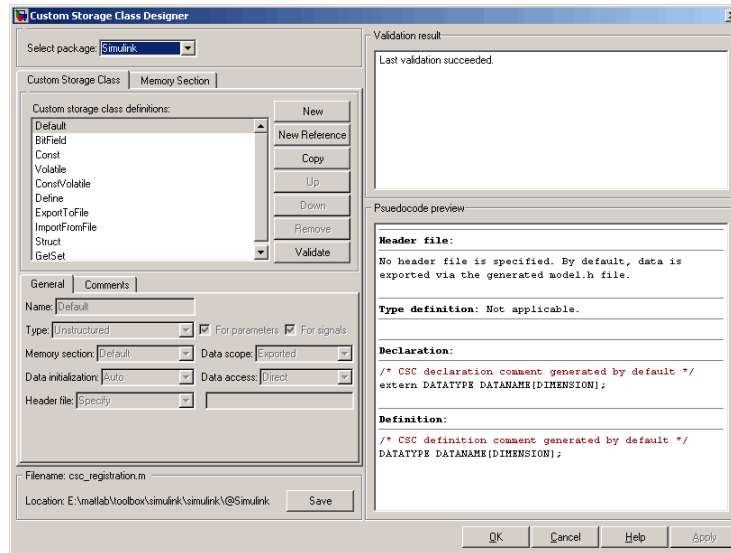 Custom Storage Class Designer
Select package: Simulink
Custom Storage Class
Memory Section
Custom storage class definitions:
Default
BitField
Const
Volatile
ConstVolatile
Define
ExportToFile
ImportFromFile
Struct
GetSet
New
New Reference
Copy
Up
Down
Remove
Validate
General
Comments
Name: Default
Type: Unstructured For parameters For signals
Memory section: Default Data scope: Exported
Data initialization: Auto Data access: Direct
Header file: Specify
Filename: csc_registration.m
Location: E:\matlab\toolbox\simulink\simulink\@Simulink
Save
Validation result
Last validation succeeded.
Psuedocode preview
Header file:
No header file is specified. By default, data is
exported via the generated model.h file.
Type definition: Not applicable.
Declaration:
/* CSC declaration comment generated by default */
extern DATATYPE DATANAME[DIMENSION];
Definition:
/* CSC definition comment generated by default */
DATATYPE DATANAME[DIMENSION];
OK
Cancel
Help
Apply